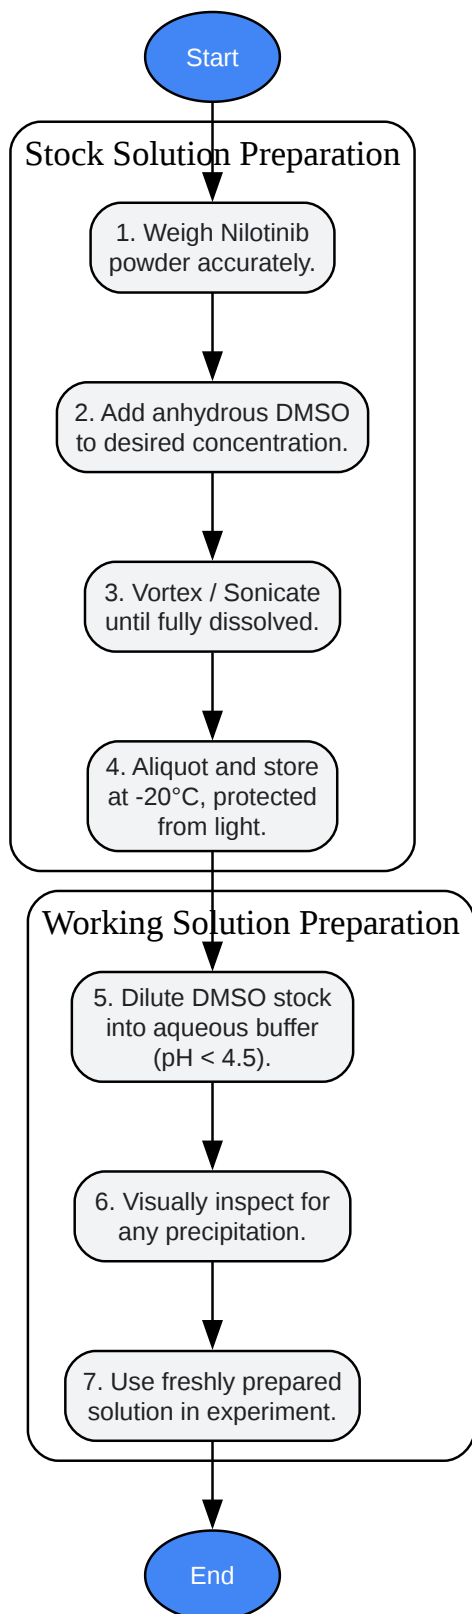 Start
Stock Solution Preparation
1. Weigh Nilotinib
powder accurately.
2. Add anhydrous DMSO
to desired concentration.
3. Vortex / Sonicate
until fully dissolved.
4. Aliquot and store
at -20°C, protected
from light.
Working Solution Preparation
5. Dilute DMSO stock
into aqueous buffer
(pH < 4.5).
6. Visually inspect for
any precipitation.
7. Use freshly prepared
solution in experiment.
End